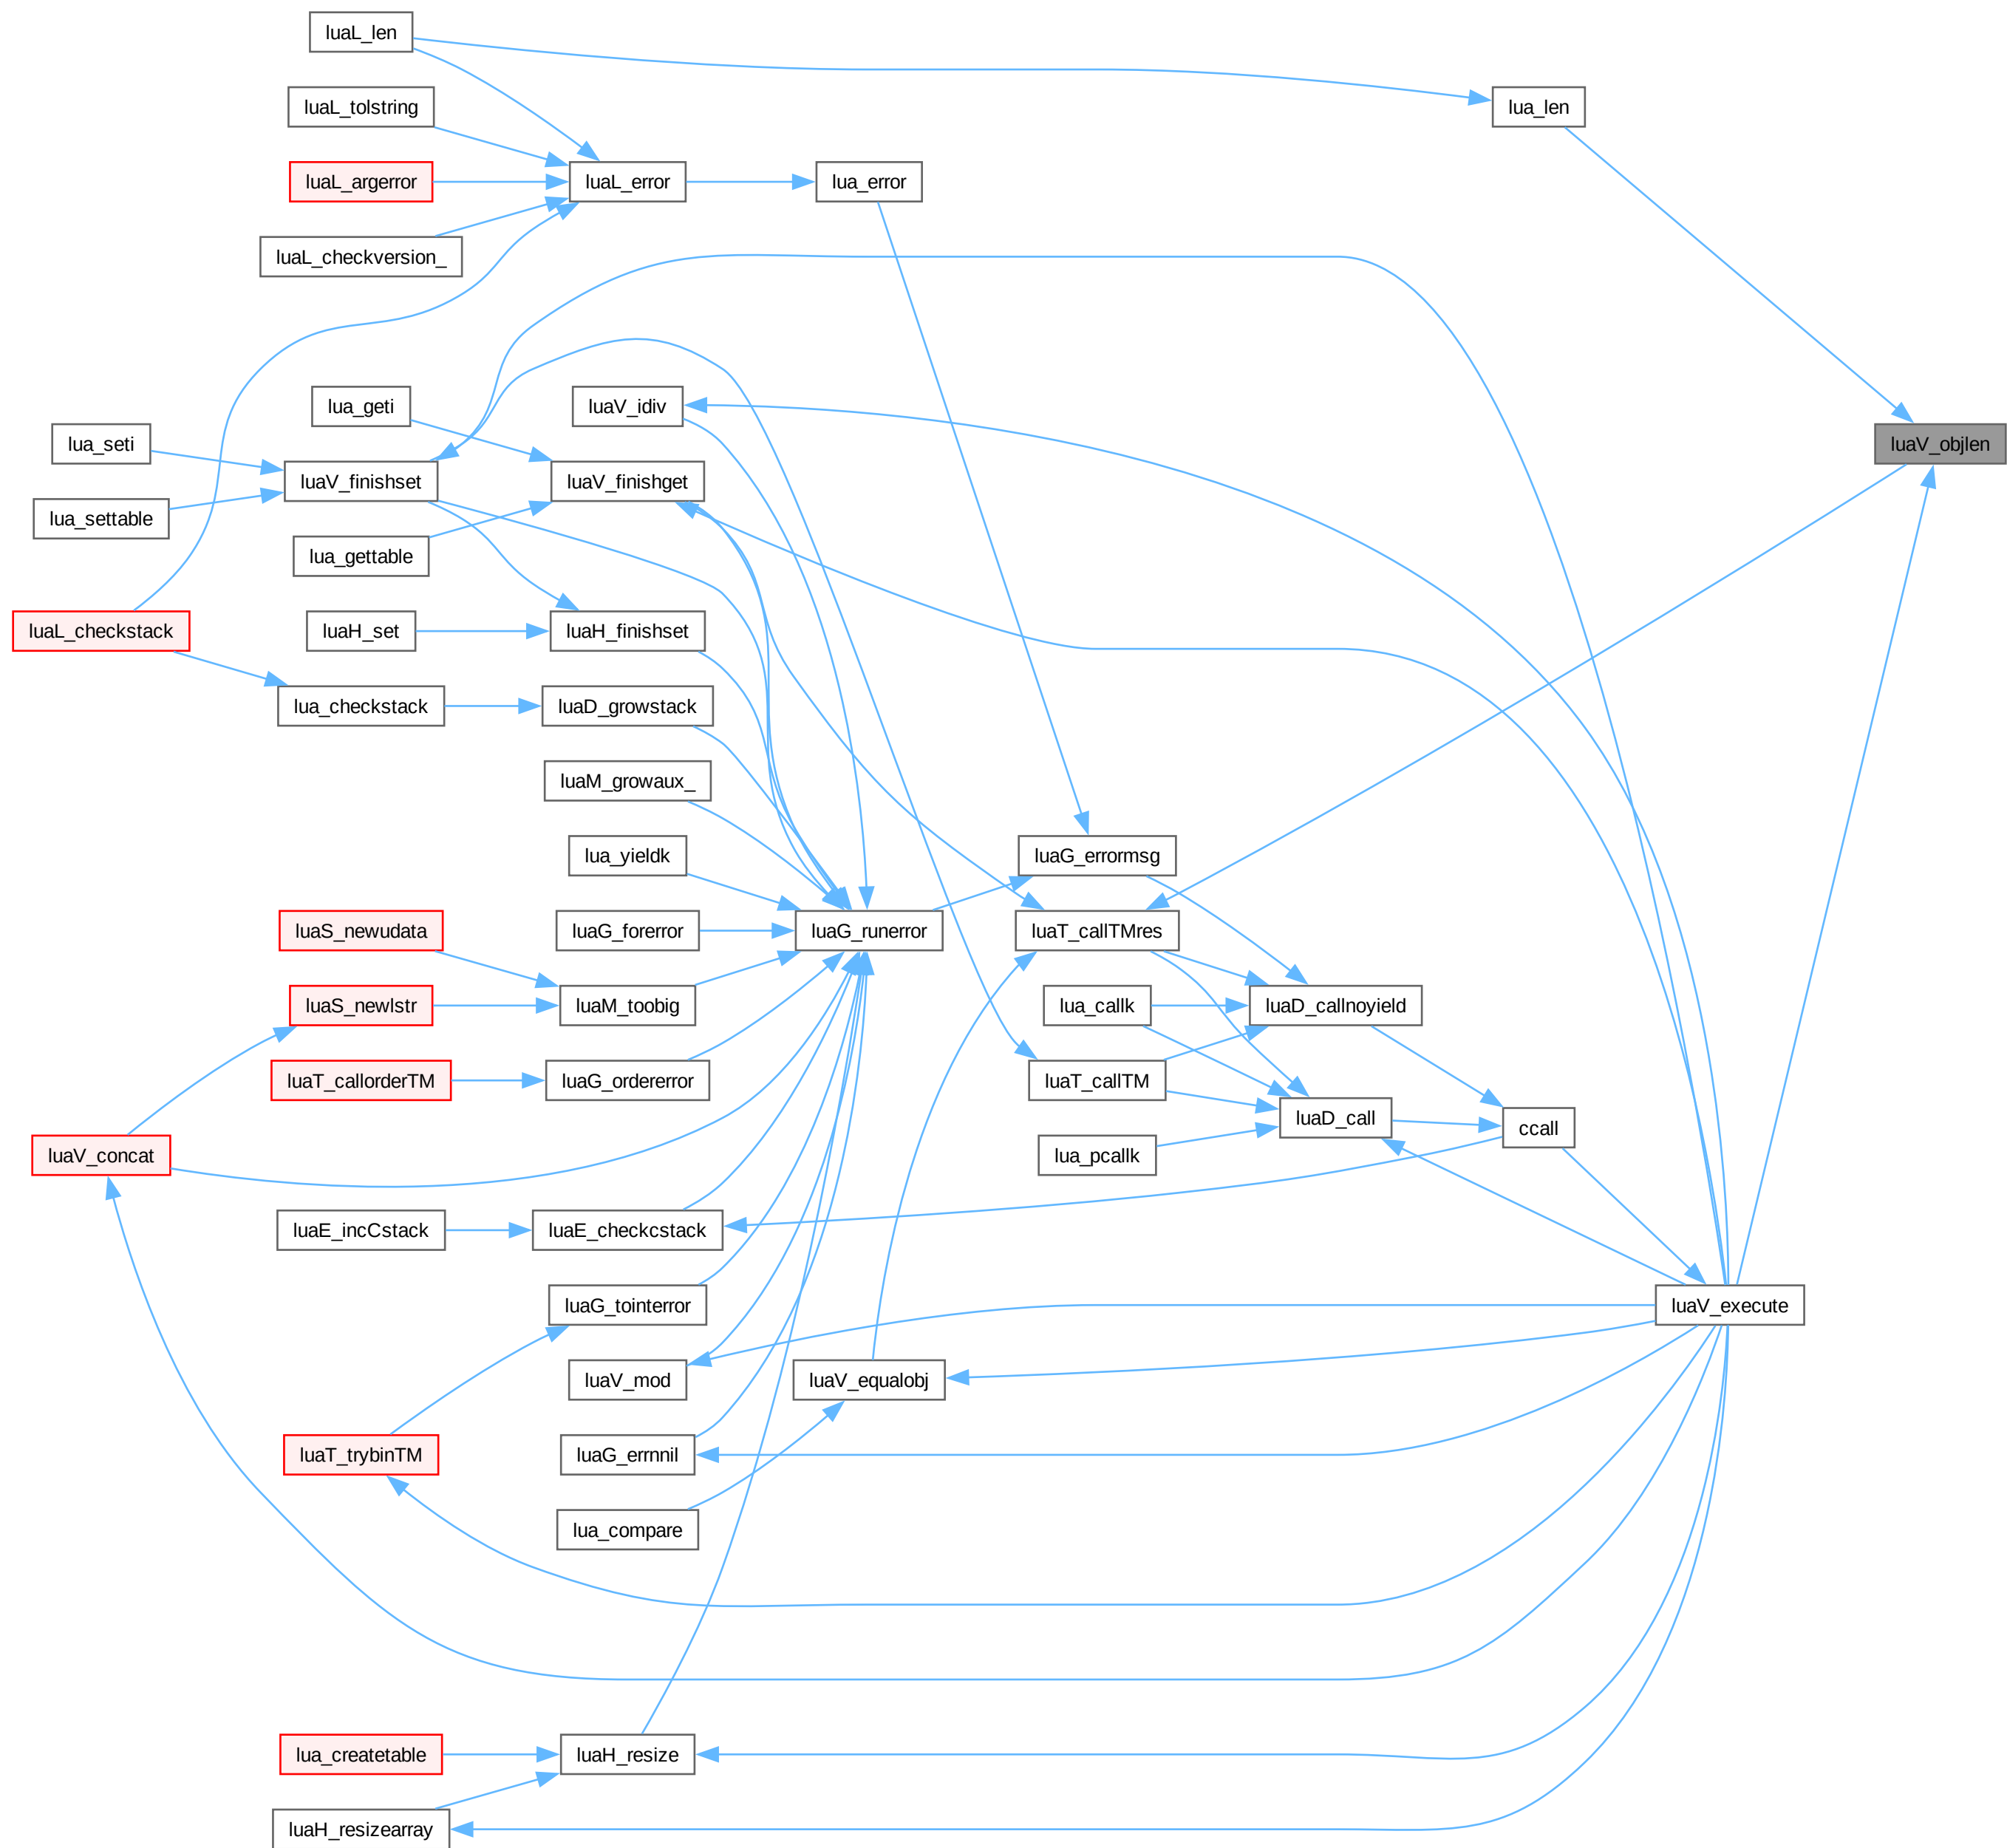 luaL_len
luaL_tolstring
lua_len
luaL_argerror
luaL_error
lua_error
luaL_checkversion_
lua_geti
luaV_idiv
lua_seti
luaV_objlen
luaV_finishset
luaV_finishget
lua_settable
lua_gettable
luaL_checkstack
luaH_set
luaH_finishset
lua_checkstack
luaD_growstack
luaM_growaux_
lua_yieldk
luaG_errormsg
luaS_newudata
luaG_forerror
luaG_runerror
luaT_callTMres
luaS_newlstr
luaM_toobig
lua_callk
luaD_callnoyield
luaT_callorderTM
luaG_ordererror
luaT_callTM
luaD_call
ccall
luaV_concat
lua_pcallk
luaE_incCstack
luaE_checkcstack
luaG_tointerror
luaV_execute
luaV_mod
luaV_equalobj
luaT_trybinTM
luaG_errnnil
lua_compare
lua_createtable
luaH_resize
luaH_resizearray